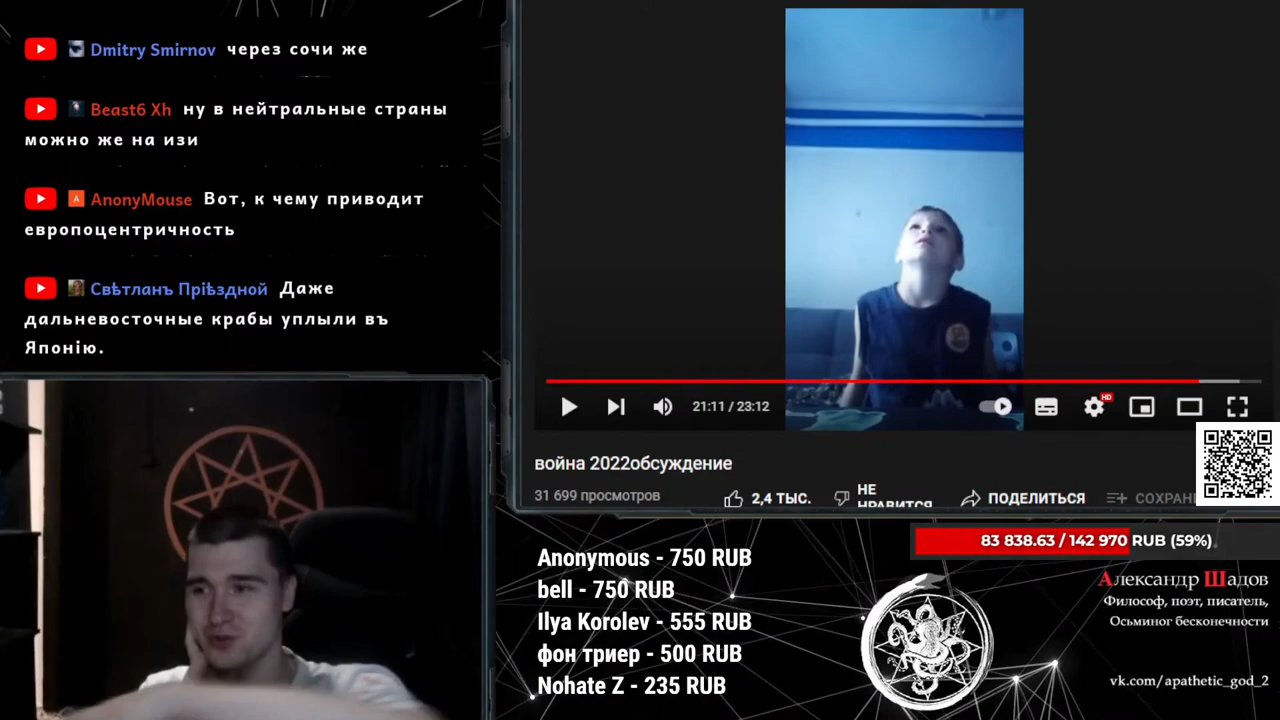 Dmitry Smirnov через сочи же
Beast6 Xh ну в нейтральные страны
можно же на изи
AnonyMouse Вот, к чему приводит
европоцентричность
Свѣтланъ Пріѣздной Даже
дальневосточные крабы уплыли въ
Японію.
21:11 / 23:12
HD
война 2022обсуждение
31 699 просмотров
2,4 ТЫС.
НЕ
НРАВИТСЯ
ПОДЕЛИТЬСЯ
83 838.63 / 142 970 RUB (59%)
Anonymous - 750 RUB
bell - 750 RUB
Ilya Korolev - 555 RUB
фон триер - 500 RUB
Nohate Z - 235 RUB
Александр Шадов
Философ, поэт, писатель,
Осьминог бесконечности
vk.com/apathetic_god_2